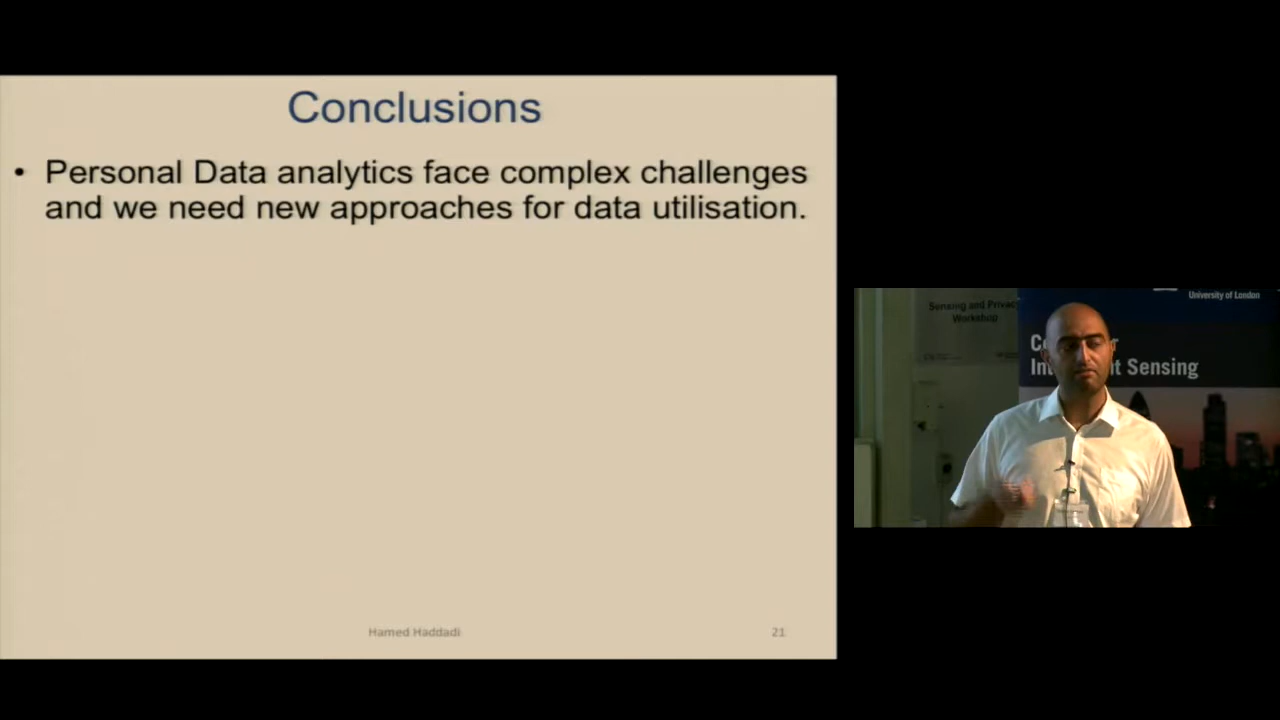 Conclusions
• Personal Data analytics face complex challenges
and we need new approaches for data utilisation.
Hamed Haddadi
21
Sensing and Privacy
Workshop
University of London
Sensing